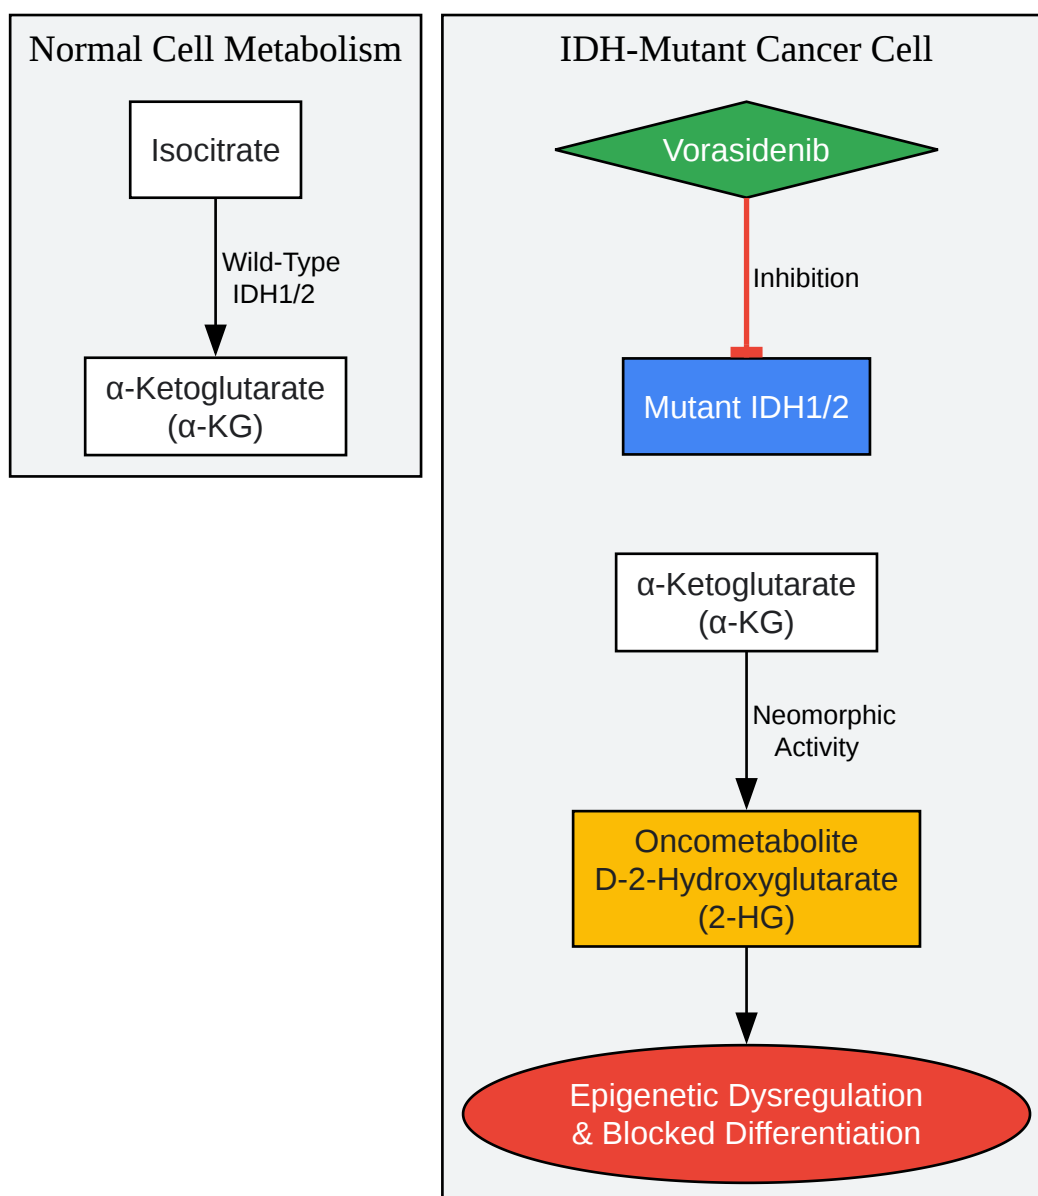 Normal Cell Metabolism
Isocitrate
Wild-Type
IDH1/2
α-Ketoglutarate
(α-KG)
IDH-Mutant Cancer Cell
Vorasidenib
Inhibition
Mutant IDH1/2
α-Ketoglutarate
(α-KG)
Neomorphic
Activity
Oncometabolite
D-2-Hydroxyglutarate
(2-HG)
Epigenetic Dysregulation
& Blocked Differentiation